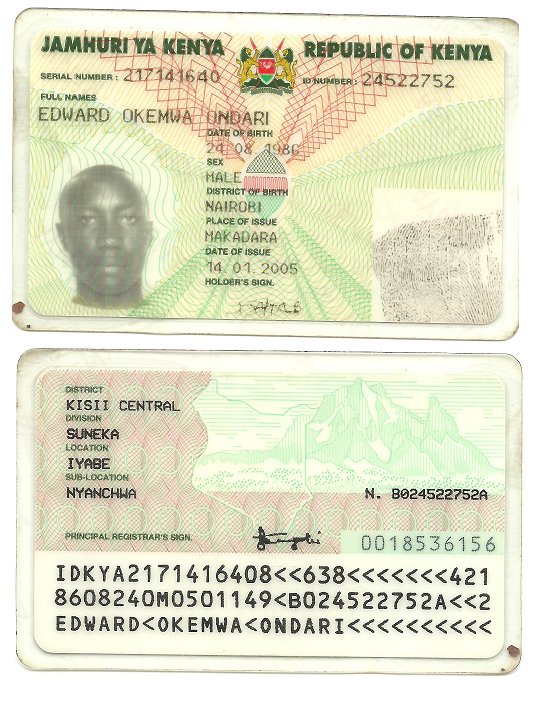 JAMHURI YA KENYA REPUBLIC OF KENYA
SERIAL NUMBER: 217141640 ID NUMBER: 24522752
FULL NAMES
EDWARD OKEMWA ONDARI
DATE OF BIRTH
24.08.1986
SEX
MALE
DISTRICT OF BIRTH
NAIROBI
PLACE OF ISSUE
MAKADARA
DATE OF ISSUE
14.01.2005
HOLDER'S SIGN.
DISTRICT
KISII CENTRAL
DIVISION
SUNEKA
LOCATION
IYABE
SUB-LOCATION
NYANCHWA
N. B024522752A
PRINCIPAL REGISTRAR'S SIGN.
0018536156
IDKYA2171416408<<638<<<<<<<421
8608240M0501149<B024522752A<<2
EDWARD<OKEMWA<ONDARI<<<<<<<<<<